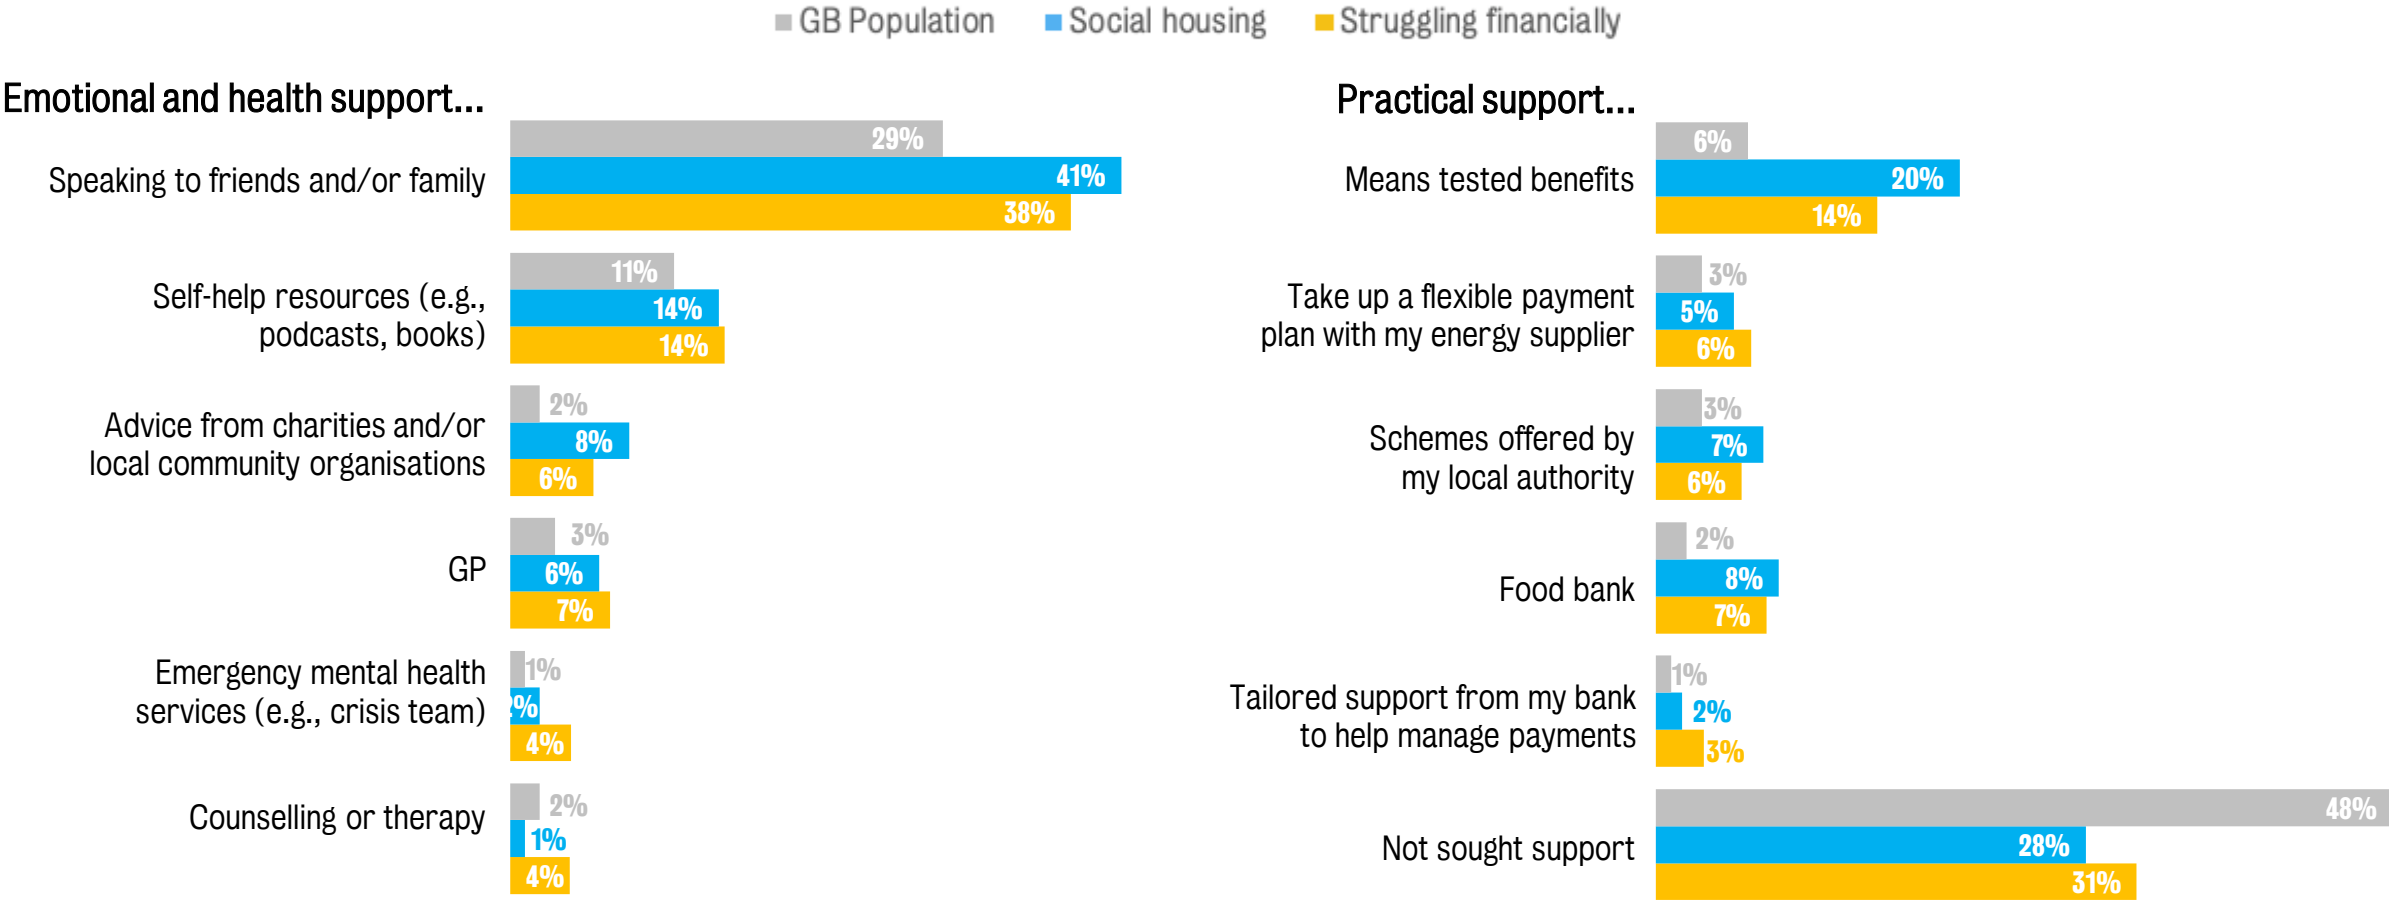 GB Population
Social housing
Struggling financially
Emotional and health support...
29%
Speaking to friends and/or family
41%
38%
11%
Self-help resources (e.g.,
podcasts, books)
14%
14%
2%
Advice from charities and/or
local community organisations
8%
6%
3%
GP
6%
7%
1%
Emergency mental health
services (e.g., crisis team)
2%
4%
2%
Counselling or therapy
1%
4%
Practical support...
6%
Means tested benefits
20%
14%
3%
Take up a flexible payment
plan with my energy supplier
5%
6%
3%
Schemes offered by
my local authority
7%
6%
2%
Food bank
8%
7%
1%
Tailored support from my bank
to help manage payments
2%
3%
48%
Not sought support
28%
31%